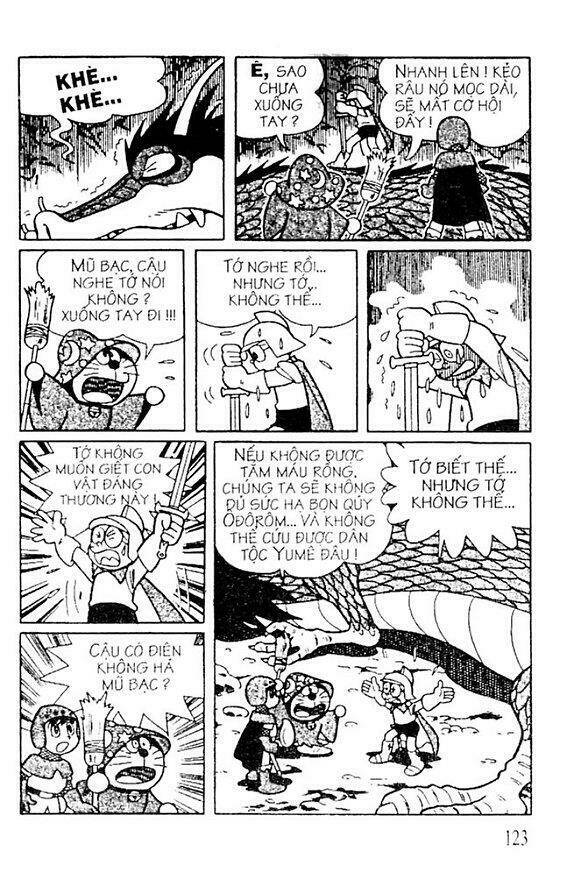 KHÈ...
KHÈ...
Ê, SAO
CHƯA
XUỐNG
TAY ?
NHANH LÊN ! KẺO
RÂU NÓ MỌC DÀI,
SẼ MẤT CƠ HỘI
ĐẤY !
MŨ BẠC, CẬU
NGHE TỚ NÓI
KHÔNG ?
XUỐNG TAY ĐI !!!
TỚ NGHE RỒI...
NHƯNG TỚ...
KHÔNG THỂ...
TỚ KHÔNG
MUỐN GIẾT CON
VẬT ĐÁNG
THƯƠNG NÀY !
NẾU KHÔNG ĐƯỢC
TẮM MÁU RỒNG,
CHÚNG TA SẼ KHÔNG
ĐỦ SỨC HẠ BỌN QỦY
ÔĐÔRÔM... VÀ KHÔNG
THỂ CỨU ĐƯỢC DÂN
TỘC YUMÊ ĐÂU !
TỚ BIẾT THẾ...
NHƯNG TỚ
KHÔNG THỂ...
CẬU CÓ ĐIÊN
KHÔNG HẢ
MŨ BẠC ?
123